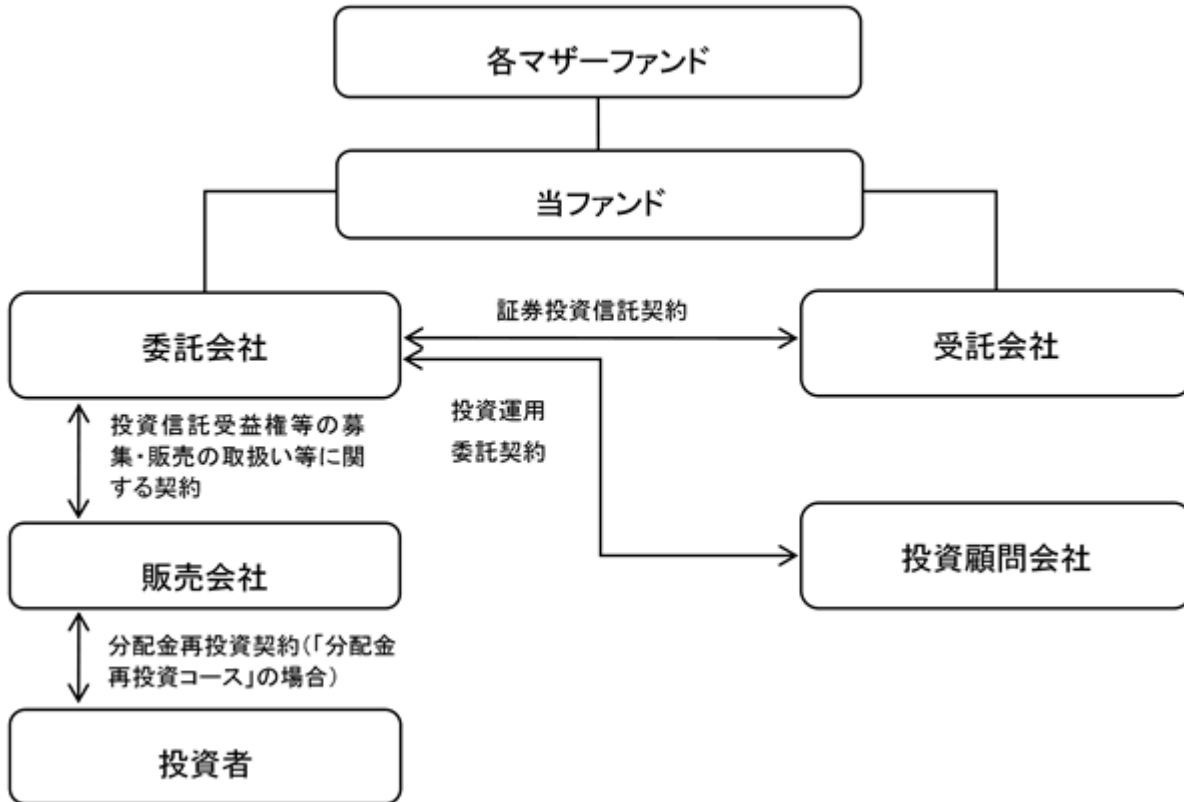 各マザーファンド
当ファンド
委託会社
証券投資信託契約
受託会社
投資信託受益権等の募
集・販売の取扱い等に関
する契約
投資運用
委託契約
販売会社
投資顧問会社
分配金再投資契約(「分配金
再投資コース」の場合)
投資者